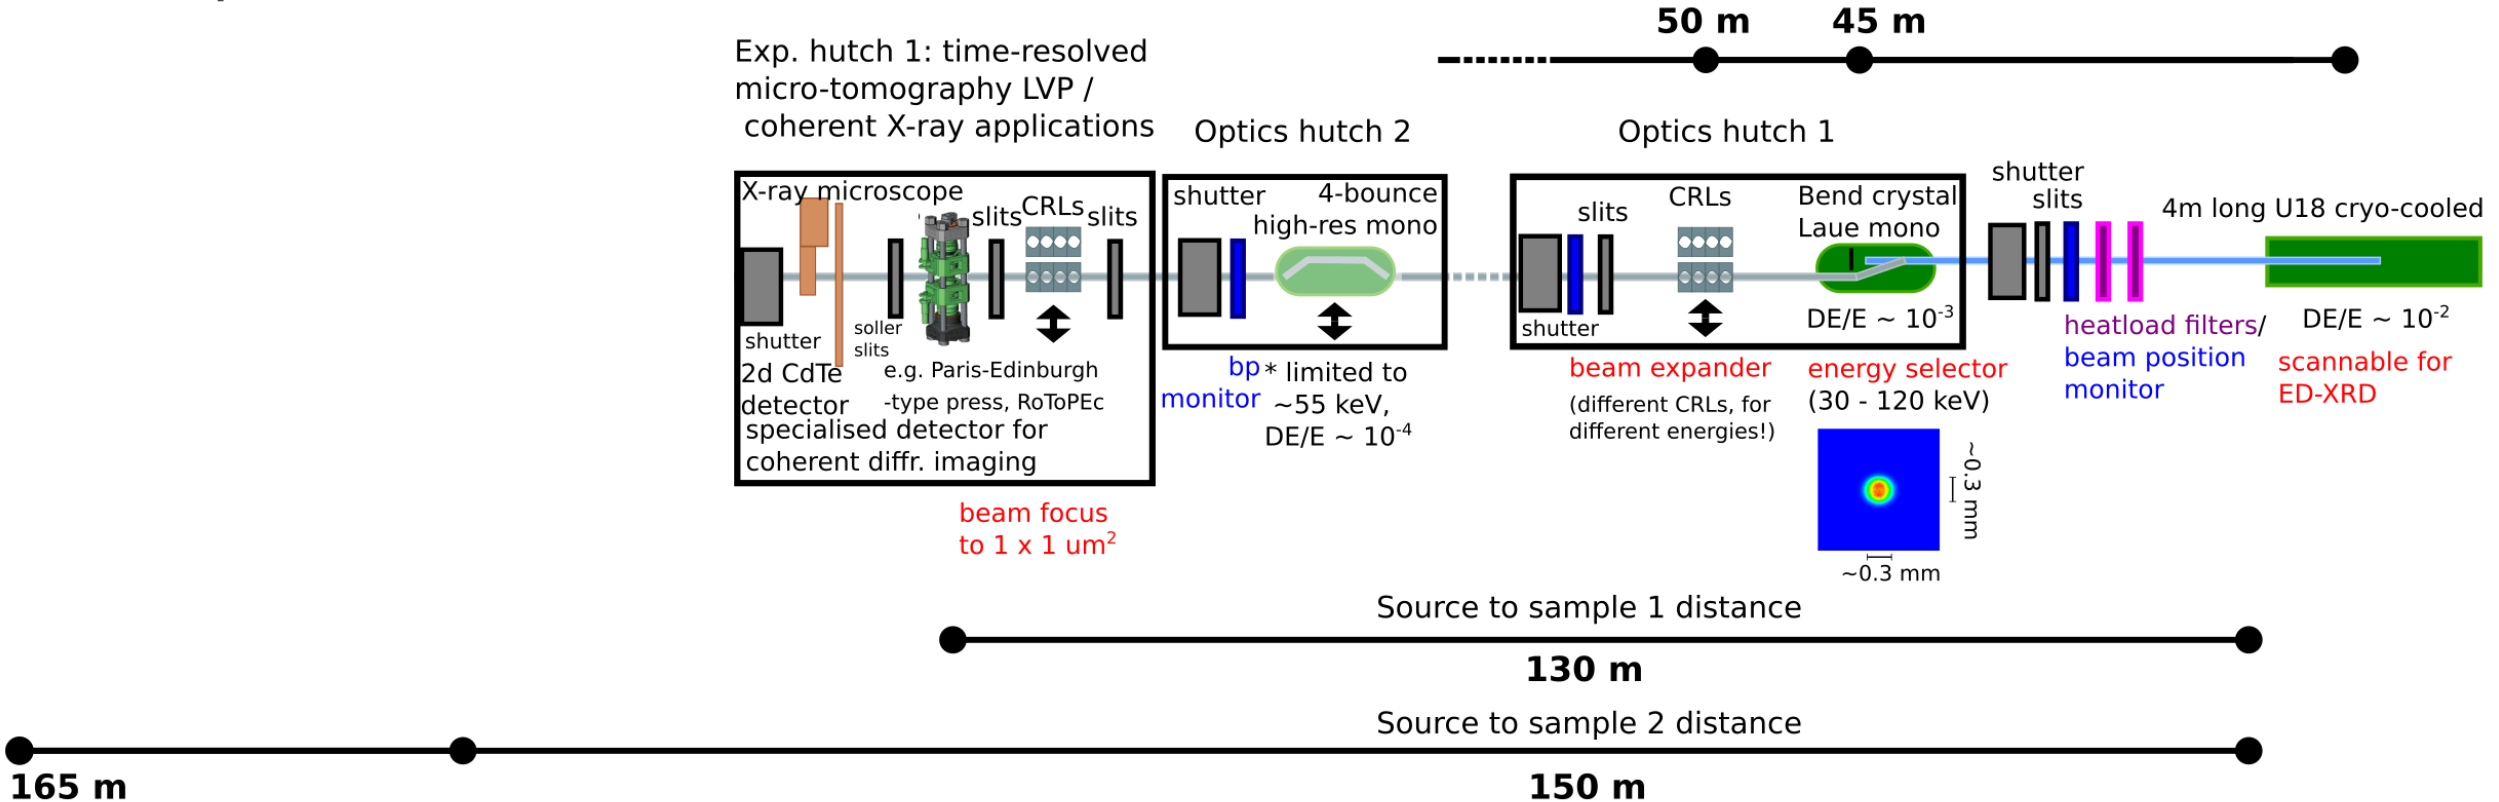 50 m
45 m
Exp. hutch 1: time-resolved
micro-tomography LVP /
coherent X-ray applications
Optics hutch 2
Optics hutch 1
X-ray microscope
slits
CRLs
slits
shutter
4-bounce
high-res mono
slits
CRLs
Bend crystal
Laue mono
shutter
slits
4m long U18 cryo-cooled
shutter
soller
slits
2d CdTe
detector
e.g. Paris-Edinburgh
-type press, RoToPEc
specialised detector for
coherent diffr. imaging
beam focus
to 1 x 1 um²
bp
monitor
* limited to
~55 keV,
DE/E ~ 10⁻⁴
shutter
beam expander
(different CRLs, for
different energies!)
DE/E ~ 10⁻³
energy selector
(30 - 120 keV)
~0.3 mm
~0.3 mm
heatload filters/
beam position
monitor
DE/E ~ 10⁻²
scannable for
ED-XRD
Source to sample 1 distance
130 m
Source to sample 2 distance
165 m
150 m